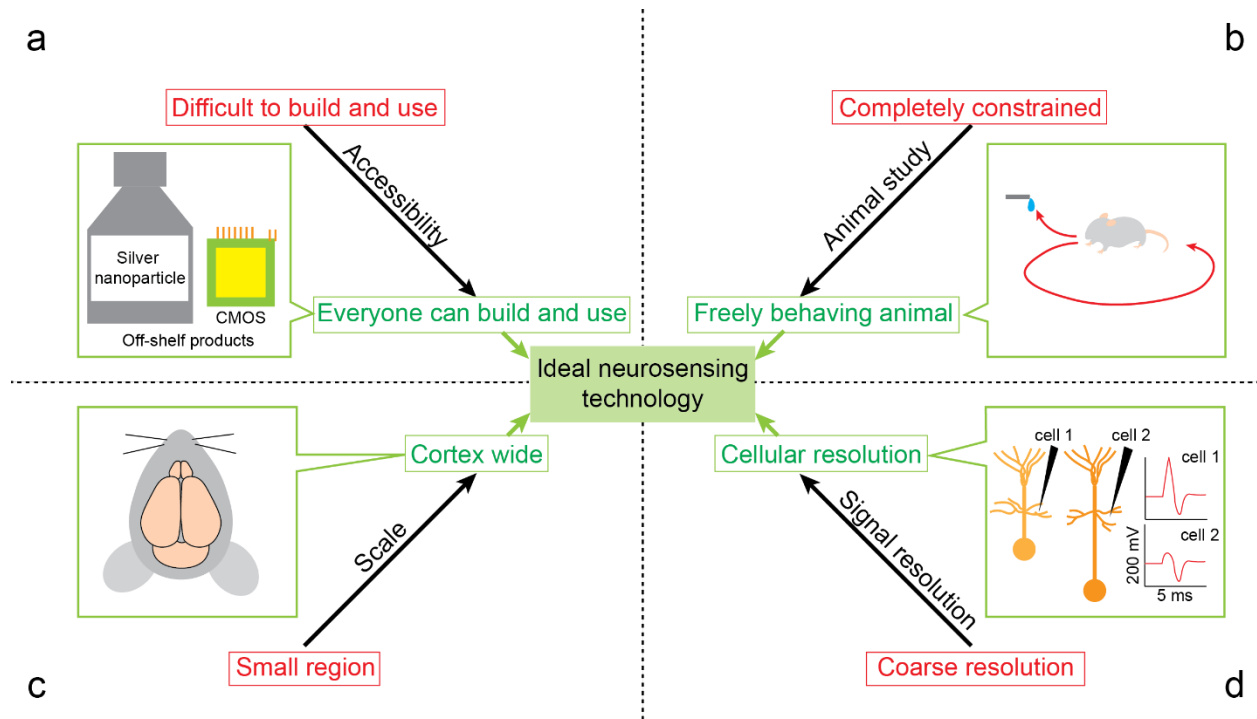 a
Difficult to build and use
Accessibility
Silver
nanoparticle
CMOS
Off-shelf products
Everyone can build and use
b
Completely constrained
Animal study
Freely behaving animal
Ideal neurosensing
technology
c
Cortex wide
Scale
Small region
d
Cellular resolution
Signal resolution
Coarse resolution
cell 1
cell 2
cell 1
cell 2
200 mV
5 ms